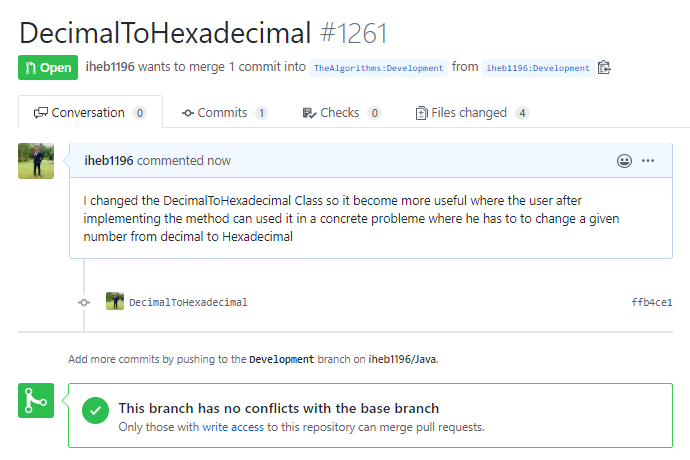 DecimalToHexadecimal #1261
Open iheb1196 wants to merge 1 commit into TheAlgorithms:Development from iheb1196:Development
Conversation 0 Commits 1 Checks 0 Files changed 4
iheb1196 commented now
I changed the DecimalToHexadecimal Class so it become more useful where the user after
implementing the method can used it in a concrete probleme where he has to to change a given
number from decimal to Hexadecimal
DecimalToHexadecimal ffb4ce1
Add more commits by pushing to the Development branch on iheb1196/Java.
This branch has no conflicts with the base branch
Only those with write access to this repository can merge pull requests.